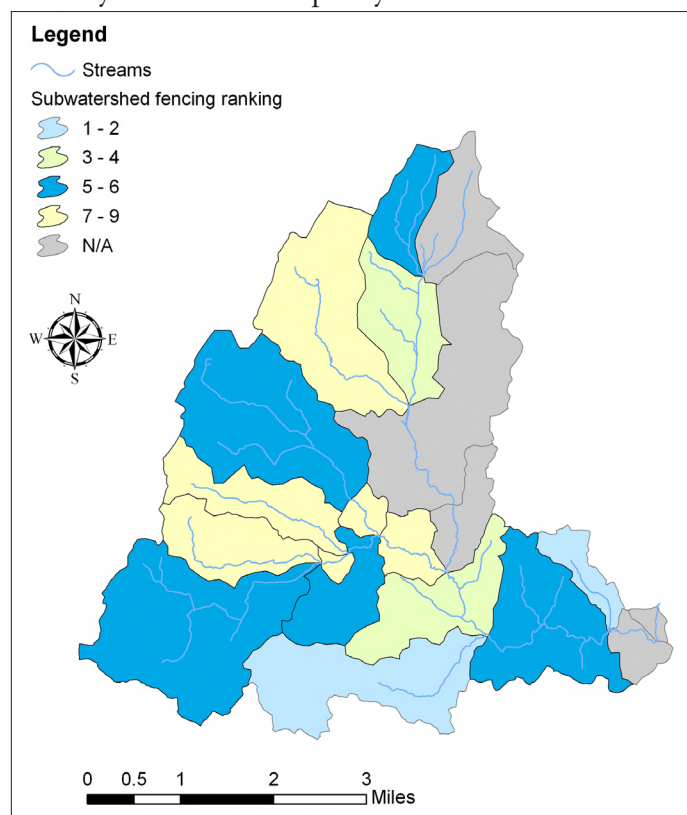 Legend
Streams
Subwatershed fencing ranking
1 - 2
3 - 4
5 - 6
7 - 9
N/A
N
W E
S
0 0.5 1 2 3
Miles